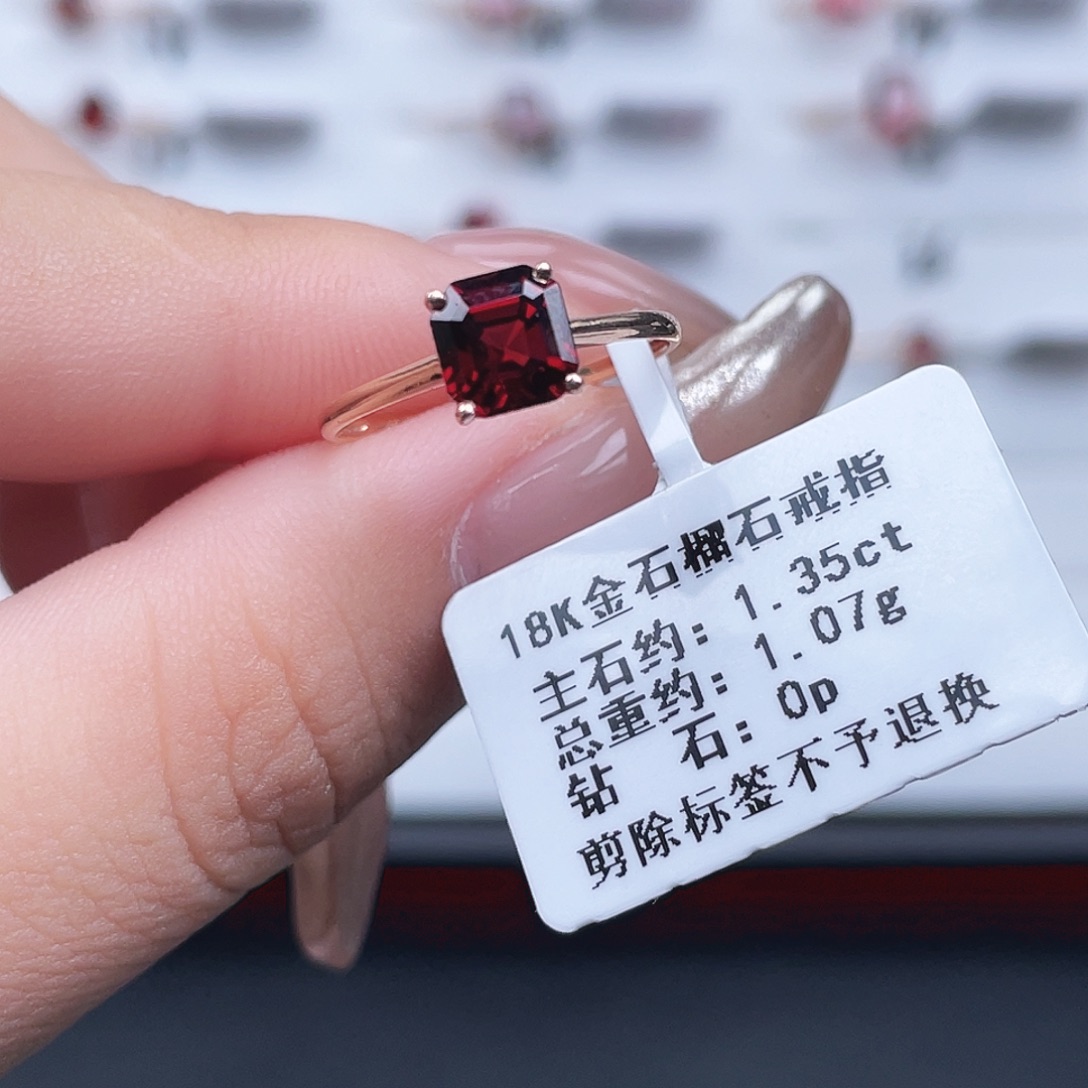 18K金石榴石戒指
主石约: 1.35ct
总重约: 1.07g
钻 石: 0p
剪除标签不予退换